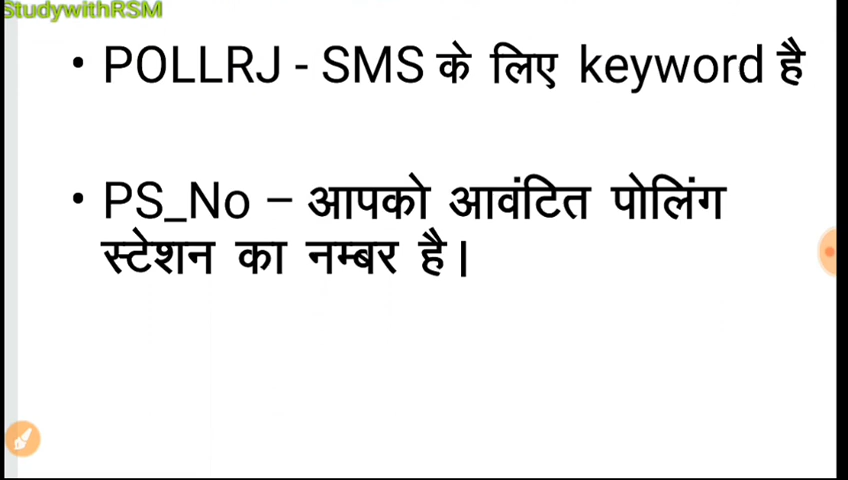 StudywithRSM
• POLLRJ - SMS के लिए keyword है
• PS_No – आपको आवंटित पोलिंग
स्टेशन का नम्बर है |